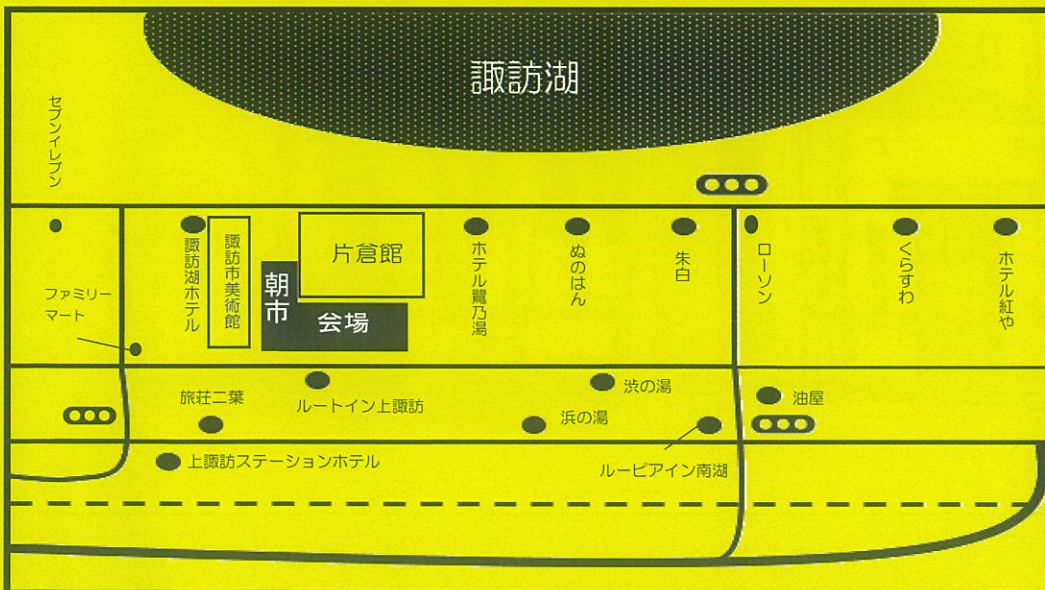 諏訪湖
セブンイレブン
ファミリー
マート
諏訪湖ホテル
諏訪市美術館
片倉館
朝市
会場
ホテル鷺乃湯
ぬのはん
朱白
ローソン
くらすわ
ホテル紅や
旅荘二葉
ルートイン上諏訪
渋の湯
浜の湯
油屋
上諏訪ステーションホテル
ルーピアイン南湖